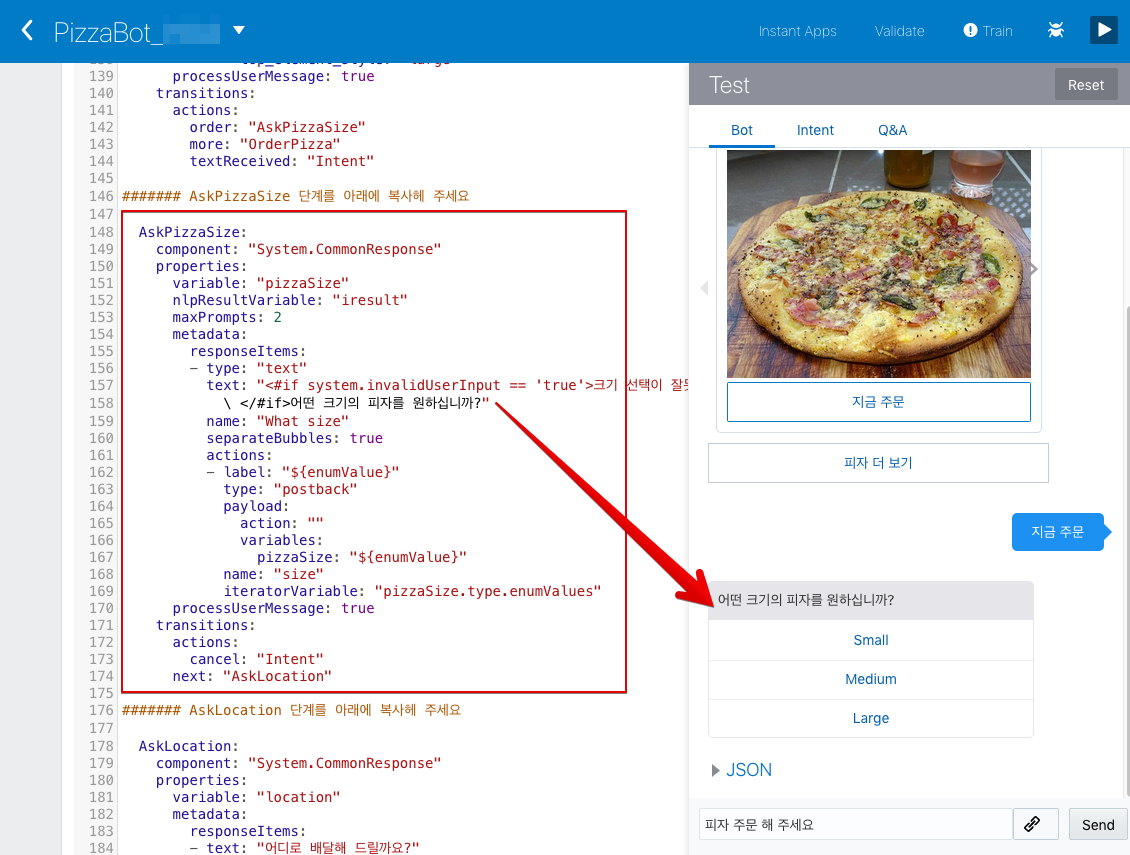 PizzaBot_
Instant Apps
Validate
Train
139 processUserMessage: true
140 transitions:
141 actions:
142 order: "AskPizzaSize"
143 more: "OrderPizza"
144 textReceived: "Intent"
145
146 ####### AskPizzaSize 단계를 아래에 복사헤 주세요
147
148 AskPizzaSize:
149 component: "System.CommonResponse"
150 properties:
151 variable: "pizzaSize"
152 nlpResultVariable: "iresult"
153 maxPrompts: 2
154 metadata:
155 responseItems:
156 - type: "text"
157 text: "<#if system.invalidUserInput == 'true'>크기 선택이 잘못
158 \ </#if>어떤 크기의 피자를 원하십니까?"
159 name: "What size"
160 separateBubbles: true
161 actions:
162 - label: "${enumValue}"
163 type: "postback"
164 payload:
165 action: ""
166 variables:
167 pizzaSize: "${enumValue}"
168 name: "size"
169 iteratorVariable: "pizzaSize.type.enumValues"
170 processUserMessage: true
171 transitions:
172 actions:
173 cancel: "Intent"
174 next: "AskLocation"
175
176 ####### AskLocation 단계를 아래에 복사헤 주세요
177
178 AskLocation:
179 component: "System.CommonResponse"
180 properties:
181 variable: "location"
182 metadata:
183 responseItems:
184 - text: "어디로 배달해 드릴까요?"
Test
Reset
Bot
Intent
Q&A
지금 주문
피자 더 보기
지금 주문
어떤 크기의 피자를 원하십니까?
Small
Medium
Large
JSON
피자 주문 해 주세요
Send